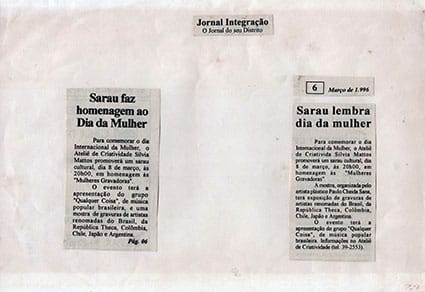 Jornal Integração
O Jornal do seu Distrito
Sarau faz
homenagem ao
Dia da Mulher
Para comemorar o dia
Internacional da Mulher, o
Ateliê de Criatividade Silvia
Mattos promoverá um sarau
cultural, dia 8 de março, às
20h00, em homenagem às
"Mulheres Gravadoras".
O evento terá a
apresentação do grupo
"Qualquer Coisa", de música
popular brasileira, e uma
mostra de gravuras de artistas
renomadas do Brasil, da
República Theca, Colômbia,
Chile, Japão e Argentina.
Pág. 06
6
Março de 1.996
Sarau lembra
dia da mulher
Para comemorar o dia
Internacional da Mulher, o Ateliê
de Criatividade Silvia Mattos
promoverá um sarau cultural, dia
8 de março, às 20h00, em
homenagem às "Mulheres
Gravadoras".
A mostra, organizada pelo
artista plástico Paulo Cheida Sans,
terá exposição de gravuras de
artistas renomadas do Brasil,
República Theca, Colômbia,
Chile, Japão e Argentina.
O evento terá a
apresentação do grupo "Qualquer
Coisa", de música popular
brasileira. Informações no Ateliê
de Criatividade (tel: 39-2553).